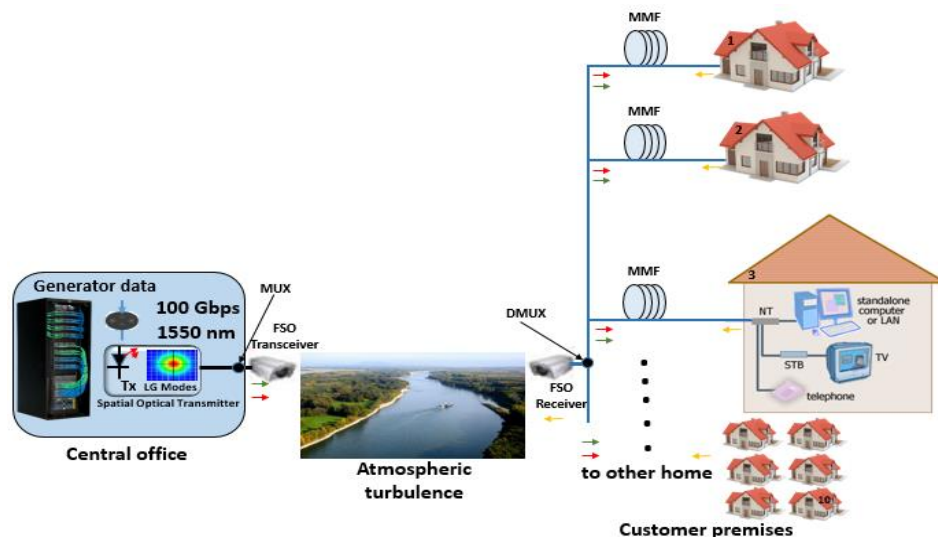 MMF
1
MMF
2
Generator data
100 Gbps
1550 nm
Tx
LG Modes
Spatial Optical Transmitter
Central office
MUX
FSO
Transceiver
Atmospheric
turbulence
DMUX
FSO
Receiver
MMF
3
NT
standalone
computer
or LAN
STB
TV
telephone
to other home
10
Customer premises